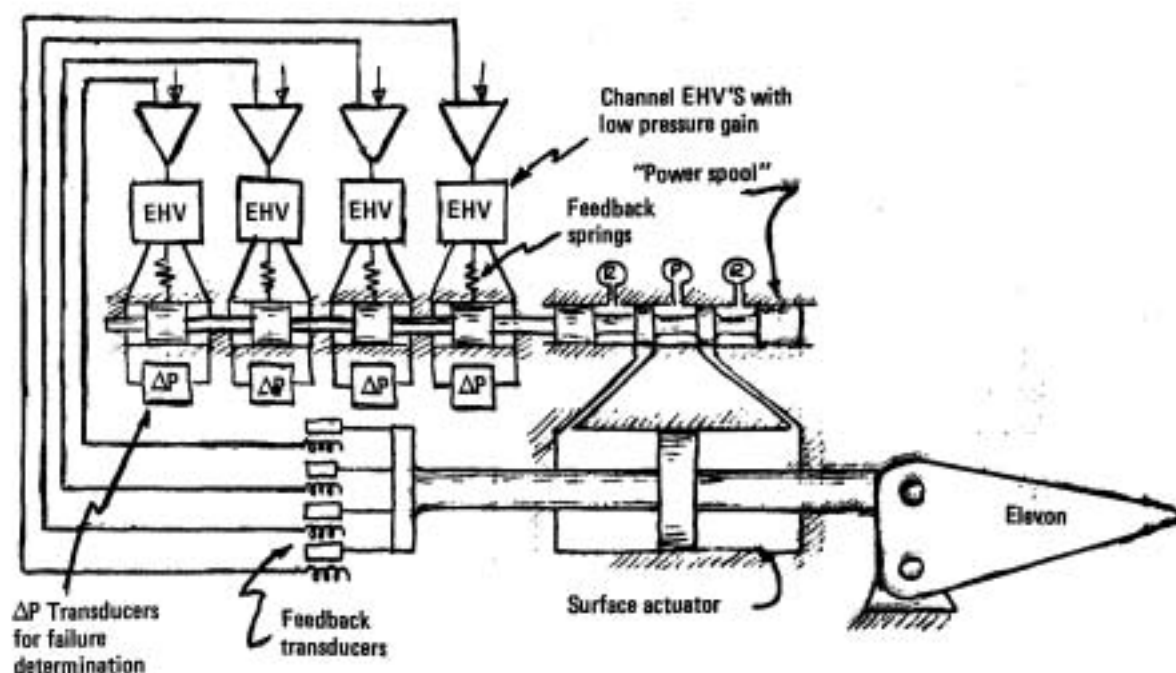 Channel EHV'S with
low pressure gain
"Power spool"
EHV
EHV
EHV
EHV
Feedback
springs
R
P
R
ΔP
ΔP
ΔP
ΔP
Elevon
Surface actuator
ΔP Transducers
for failure
determination
Feedback
transducers